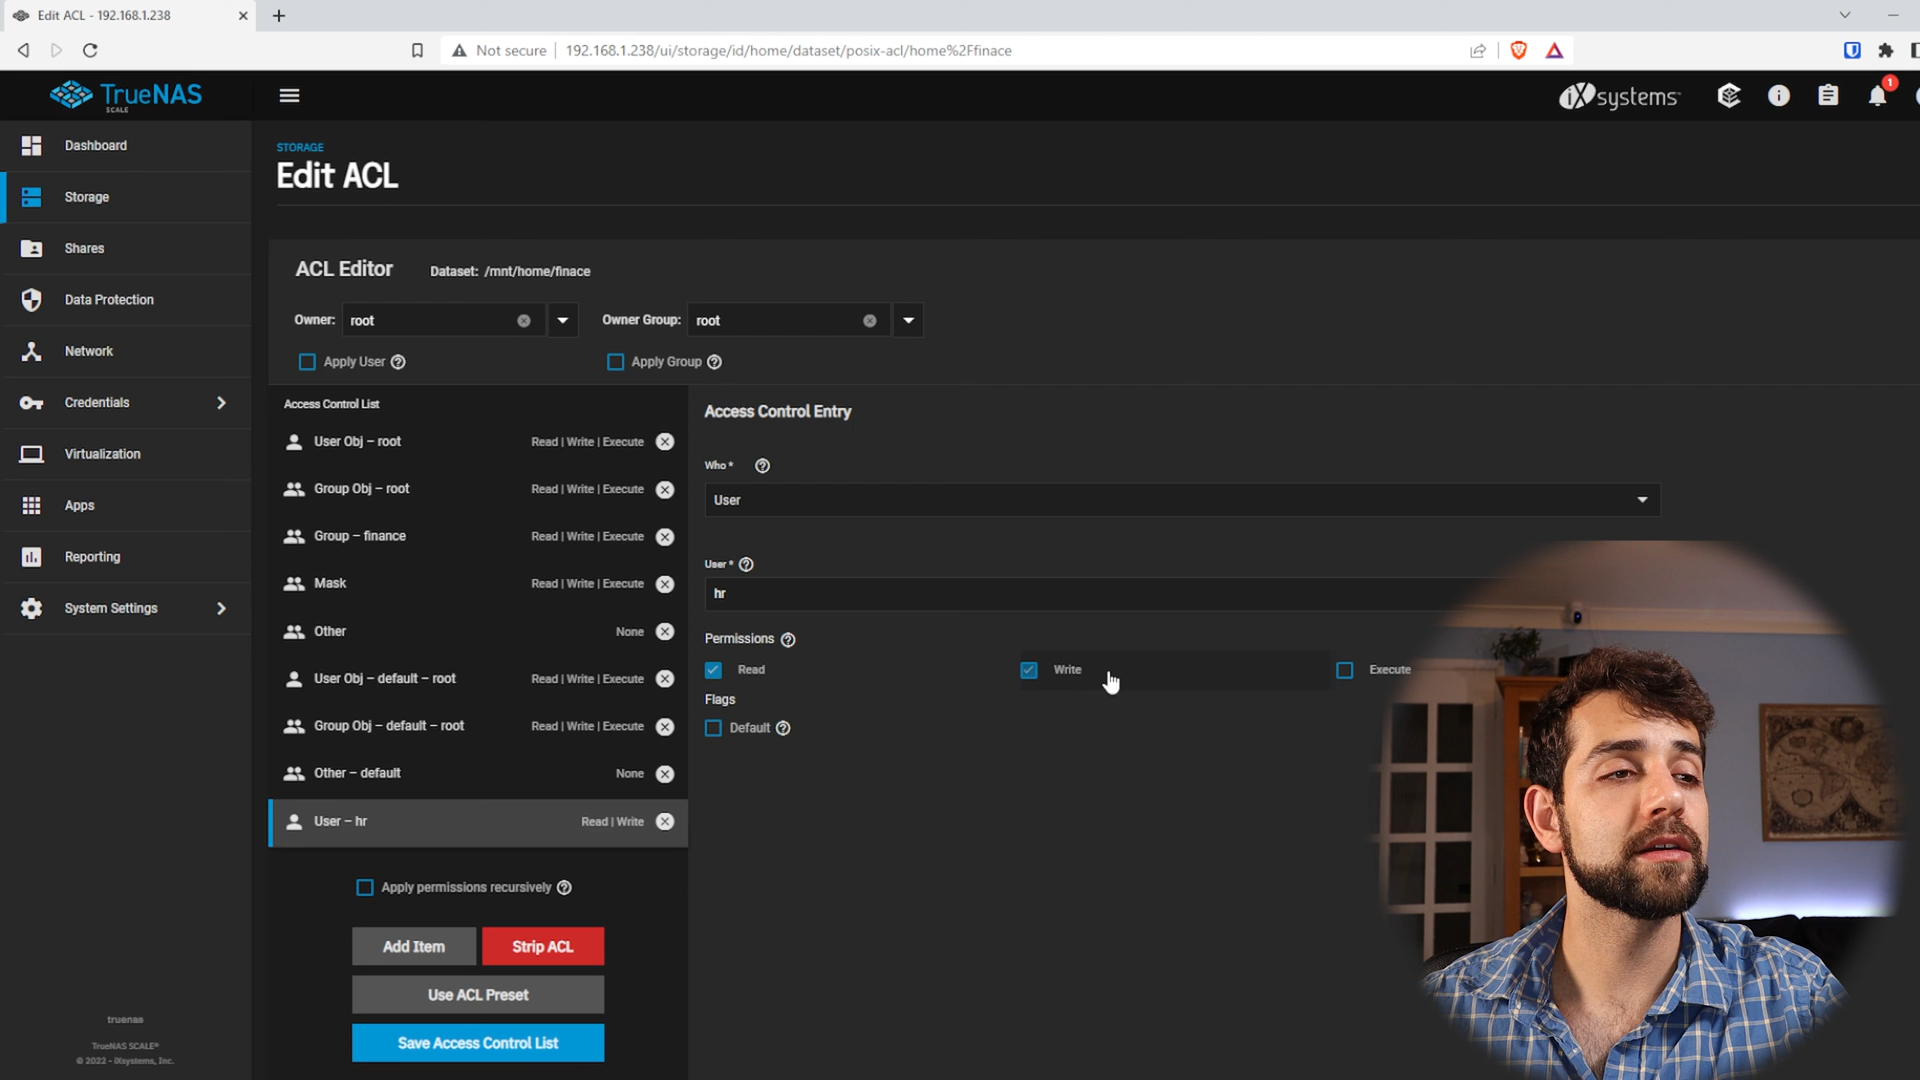 Edit ACL - 192.168.1.238
Not secure
192.168.1.238/ui/storage/id/home/dataset/posix-acl/home%2Ffinace
TrueNAS
SCALE
iXsystems
1
Dashboard
Storage
Shares
Data Protection
Network
Credentials
Virtualization
Apps
Reporting
System Settings
truenas
TrueNAS SCALE®
© 2022 - iXsystems, Inc.
STORAGE
Edit ACL
ACL Editor
Dataset: /mnt/home/finace
Owner: root
Owner Group: root
Apply User
Apply Group
Access Control List
User Obj – root Read | Write | Execute
Group Obj – root Read | Write | Execute
Group – finance Read | Write | Execute
Mask Read | Write | Execute
Other None
User Obj – default – root Read | Write | Execute
Group Obj – default – root Read | Write | Execute
Other – default None
User – hr Read | Write
Apply permissions recursively
Add Item
Strip ACL
Use ACL Preset
Save Access Control List
Access Control Entry
Who *
User
User *
hr
Permissions
Read
Write
Execute
Flags
Default